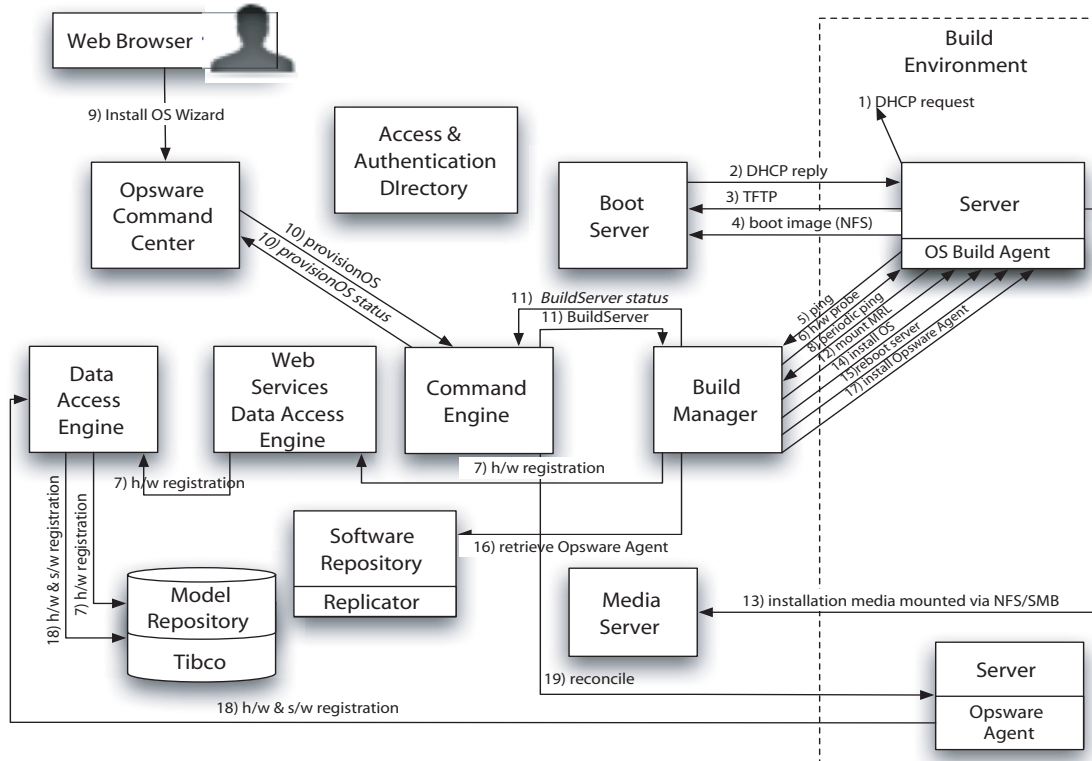 Web Browser
Build
Environment
9) Install OS Wizard
1) DHCP request
Access &
Authentication
DIrectory
Opsware
Command
Center
Boot
Server
2) DHCP reply
3) TFTP
4) boot image (NFS)
Server
OS Build Agent
10) provisionOS
10) provisionOS status
11) BuildServer status
11) BuildServer
5) ping
6) h/w probe
8) periodic ping
12) mount MRL
14) install OS
15)reboot server
17) install Opsware Agent
Data
Access
Engine
Web
Services
Data Access
Engine
Command
Engine
Build
Manager
7) h/w registration
7) h/w registration
18) h/w & s/w registration
7) h/w registration
Software
Repository
Replicator
16) retrieve Opsware Agent
Model
Repository
Tibco
Media
Server
13) installation media mounted via NFS/SMB
19) reconcile
Server
Opsware
Agent
18) h/w & s/w registration